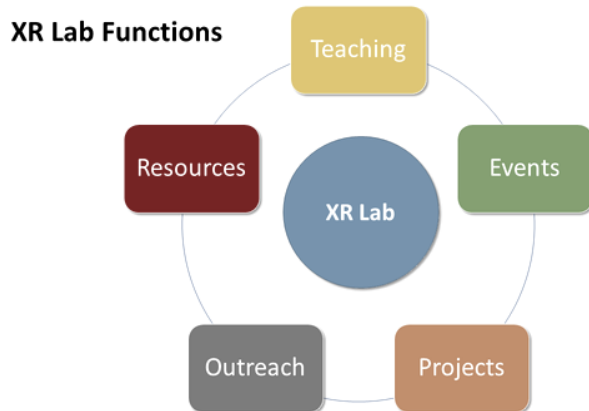 XR Lab Functions
Teaching
Resources
Events
XR Lab
Outreach
Projects